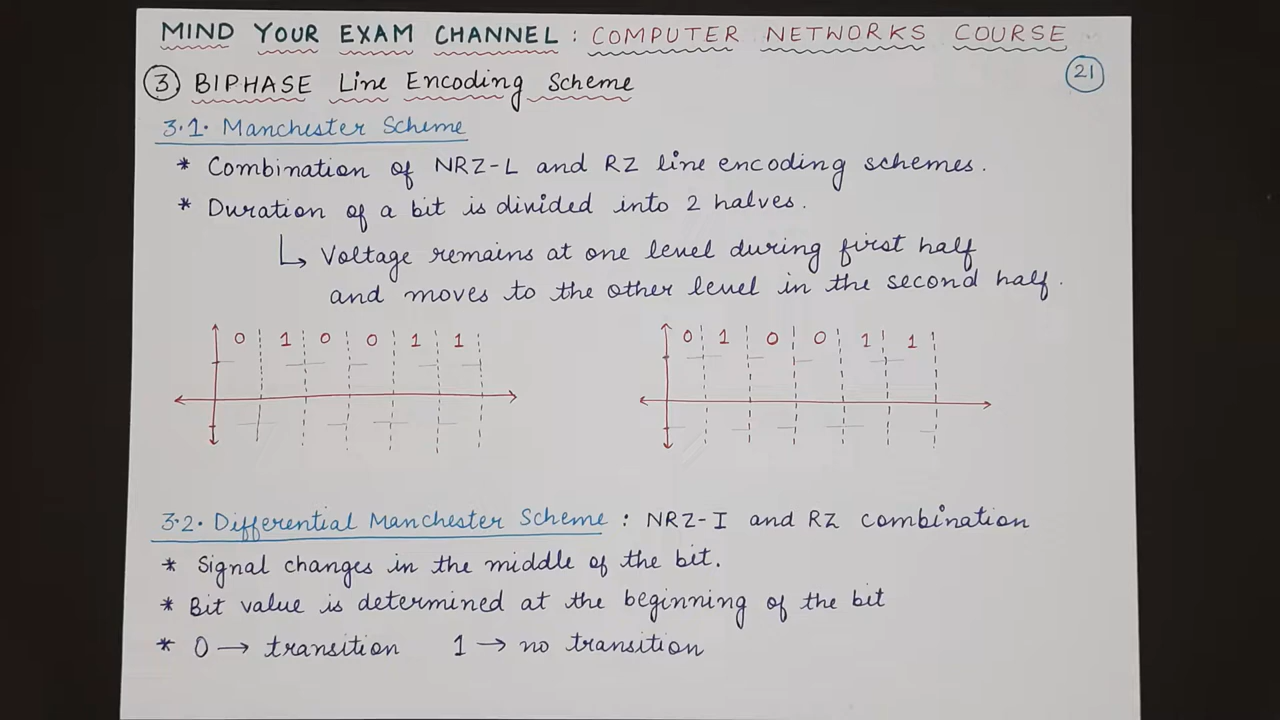 MIND YOUR EXAM CHANNEL : COMPUTER NETWORKS COURSE
21
3 BIPHASE Line Encoding Scheme
3.1. Manchester Scheme
* Combination of NRZ-L and RZ line encoding schemes.
* Duration of a bit is divided into 2 halves.
↳ Voltage remains at one level during first half
and moves to the other level in the second half.
0 1 0 0 1 1
0 1 0 0 1 1
3.2. Differential Manchester Scheme : NRZ-I and RZ combination
* Signal changes in the middle of the bit.
* Bit value is determined at the beginning of the bit
* 0 → transition 1 → no transition